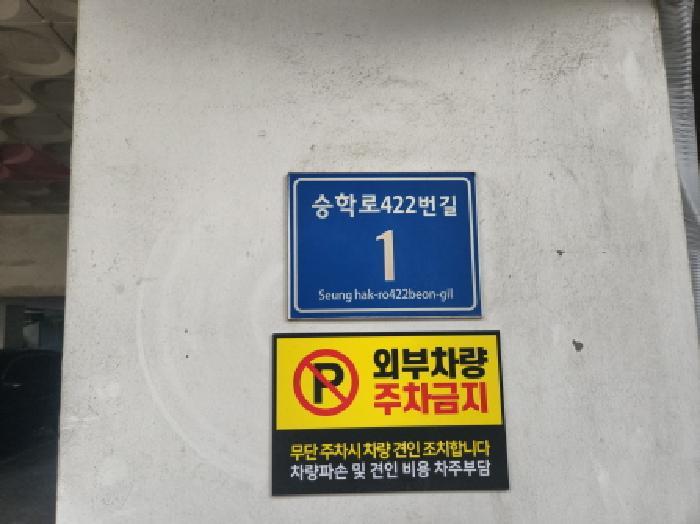 승학로422번길
1
Seung hak-ro422beon-gil
P
외부차량
주차금지
무단 주차시 차량 견인 조치합니다
차량파손 및 견인 비용 차주부담